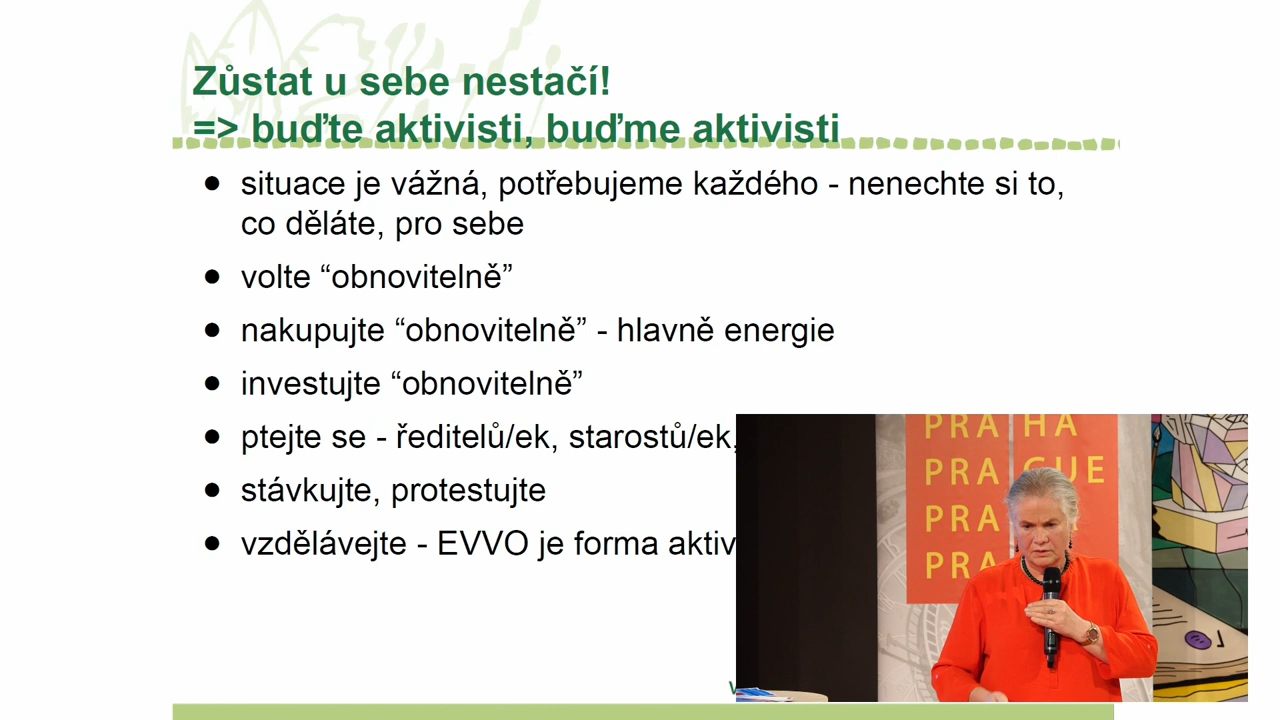 Zůstat u sebe nestačí!
=> buďte aktivisti, buďme aktivisti
● situace je vážná, potřebujeme každého - nenechte si to,
co děláte, pro sebe
● volte “obnovitelně”
● nakupujte “obnovitelně” - hlavně energie
● investujte “obnovitelně”
● ptejte se - ředitelů/ek, starostů/ek,
● stávkujte, protestujte
● vzdělávejte - EVVO je forma aktiv
PRA HA
PRA GUE
PRA
PRA